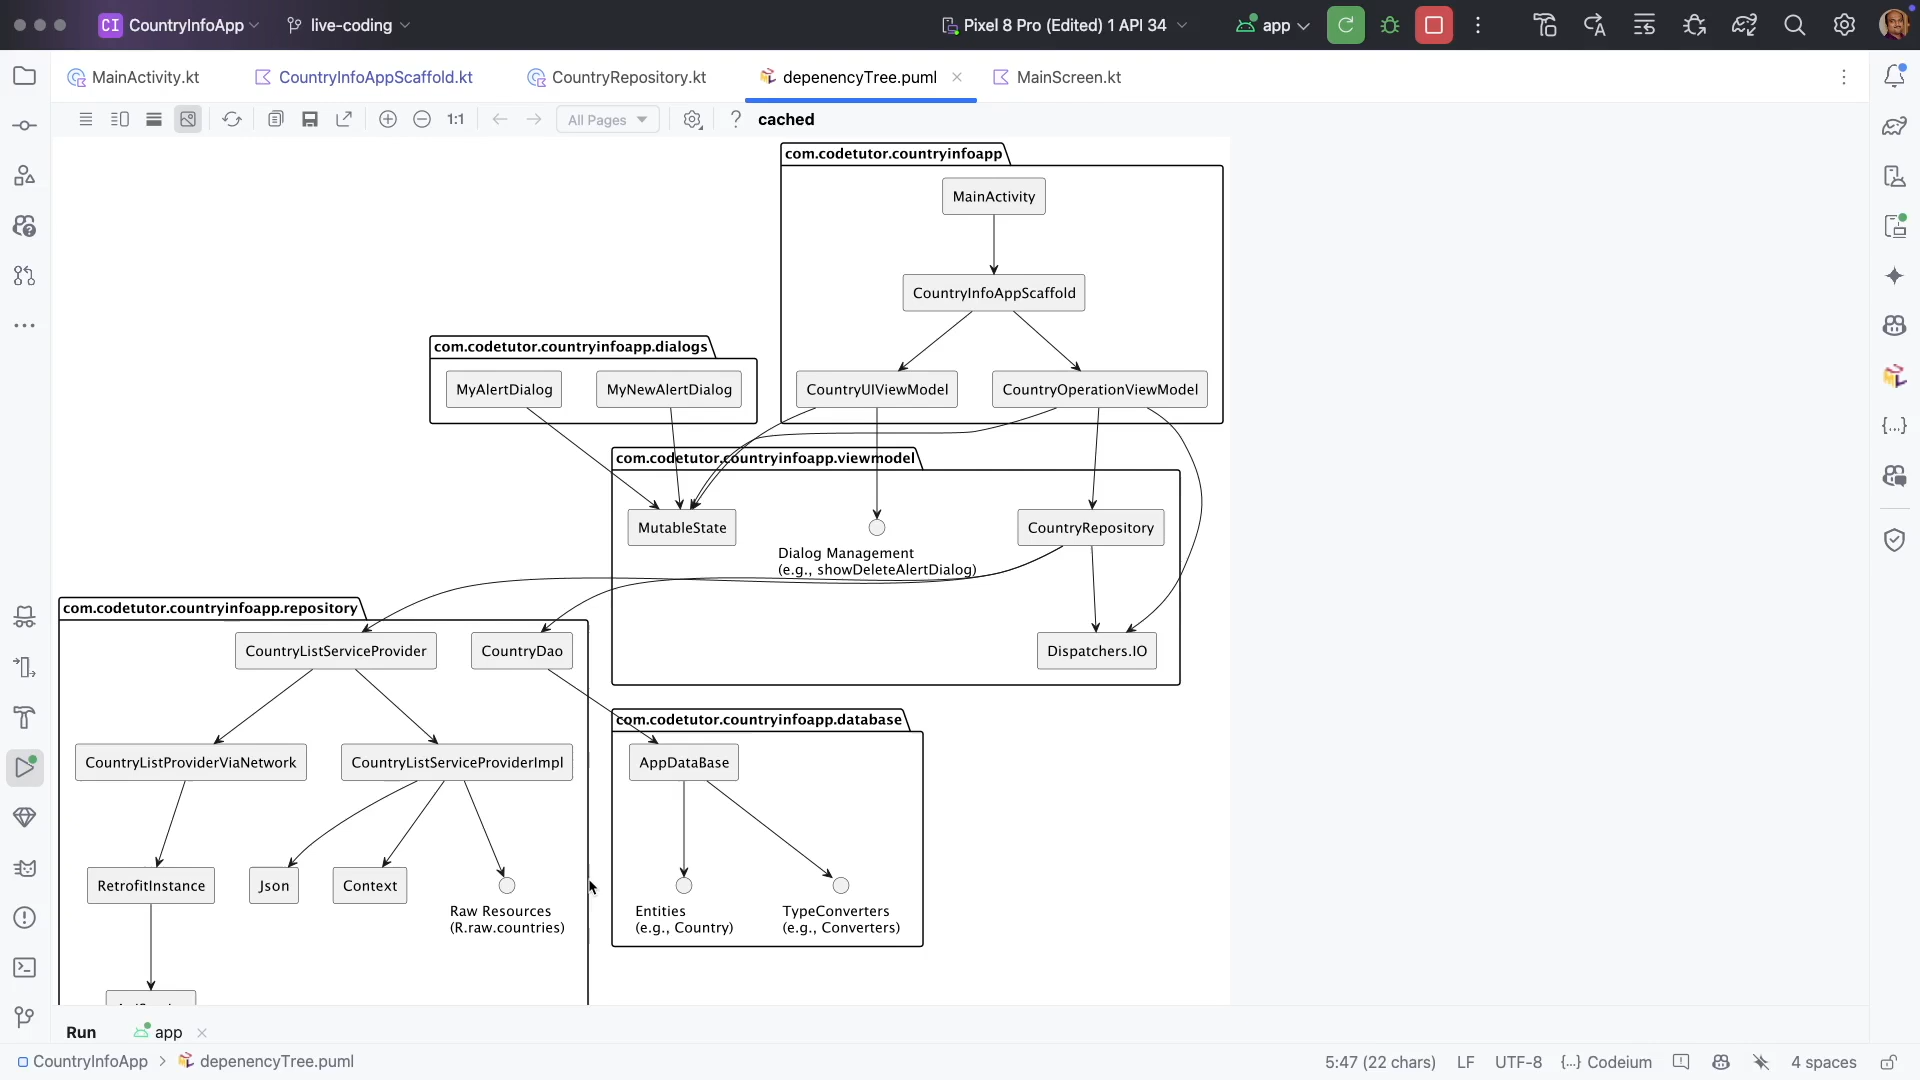 CI CountryInfoApp live-coding Pixel 8 Pro (Edited) 1 API 34 app
MainActivity.kt CountryInfoAppScaffold.kt CountryRepository.kt depenencyTree.puml MainScreen.kt
1:1 All Pages ? cached
com.codetutor.countryinfoapp
MainActivity
CountryInfoAppScaffold
com.codetutor.countryinfoapp.dialogs
MyAlertDialog MyNewAlertDialog CountryUIViewModel CountryOperationViewModel
com.codetutor.countryinfoapp.viewmodel
MutableState CountryRepository
Dialog Management
(e.g., showDeleteAlertDialog)
com.codetutor.countryinfoapp.repository
CountryListServiceProvider CountryDao Dispatchers.IO
com.codetutor.countryinfoapp.database
CountryListProviderViaNetwork CountryListServiceProviderImpl AppDataBase
RetrofitInstance Json Context
Raw Resources Entities TypeConverters
(R.raw.countries) (e.g., Country) (e.g., Converters)
Run app
CountryInfoApp > depenencyTree.puml 5:47 (22 chars) LF UTF-8 {...} Codeium 4 spaces